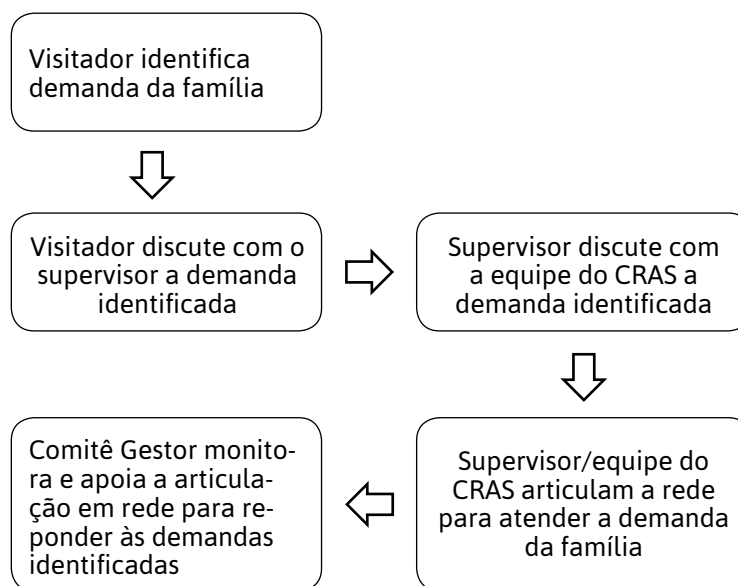 Visitador identifica
demanda da família
Visitador discute com o
supervisor a demanda
identificada
Supervisor discute com
a equipe do CRAS a
demanda identificada
Supervisor/equipe do
CRAS articulam a rede
para atender a demanda
da família
Comitê Gestor monito-
ra e apoia a articula-
ção em rede para re-
ponder às demandas
identificadas